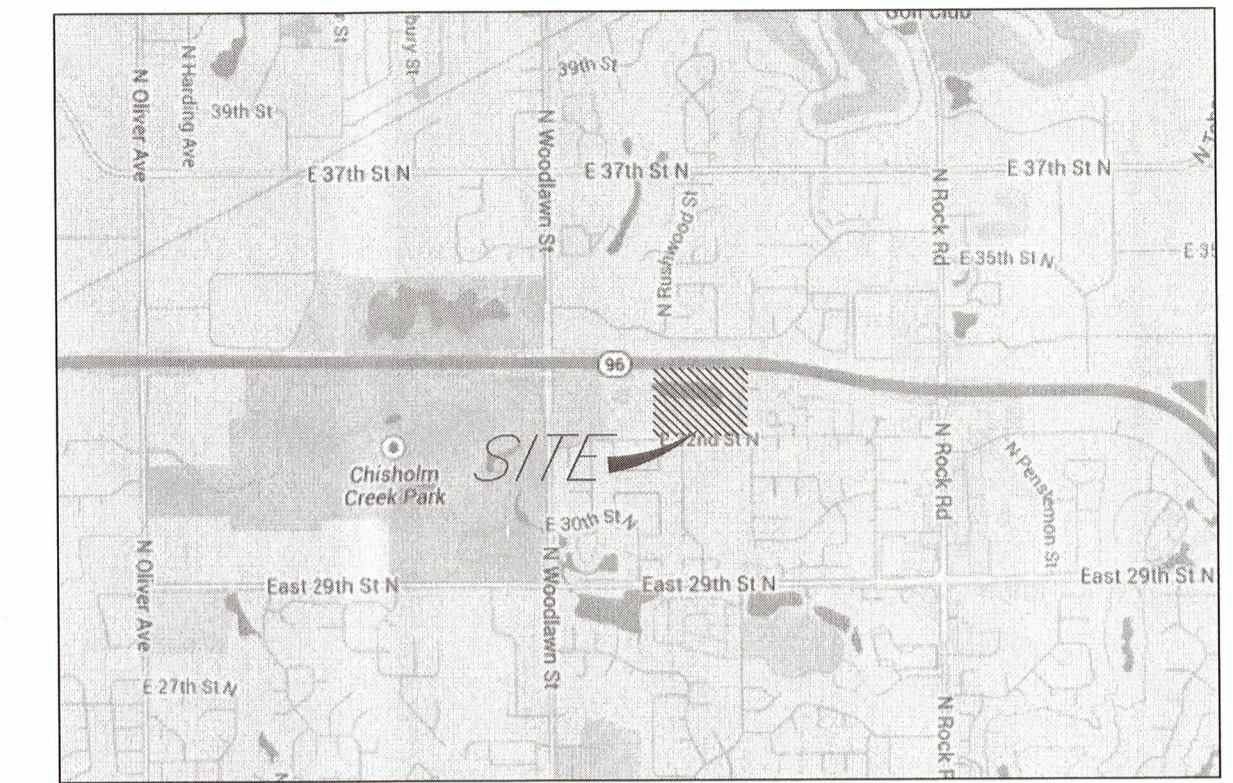 Golf Club
N Oliver Ave
N Harding Ave
39th St
39th St
E 37th St N
N Woodlawn St
E 37th St N
N Rushwood St
N Rock Rd
E 37th St N
E 35th St N
96
SITE
Chisholm
Creek Park
N Rock Rd
N Penstemon St
E 30th St N
N Oliver Ave
East 29th St N
N Woodlawn St
East 29th St N
East 29th St N
E 27th St N
N Rock